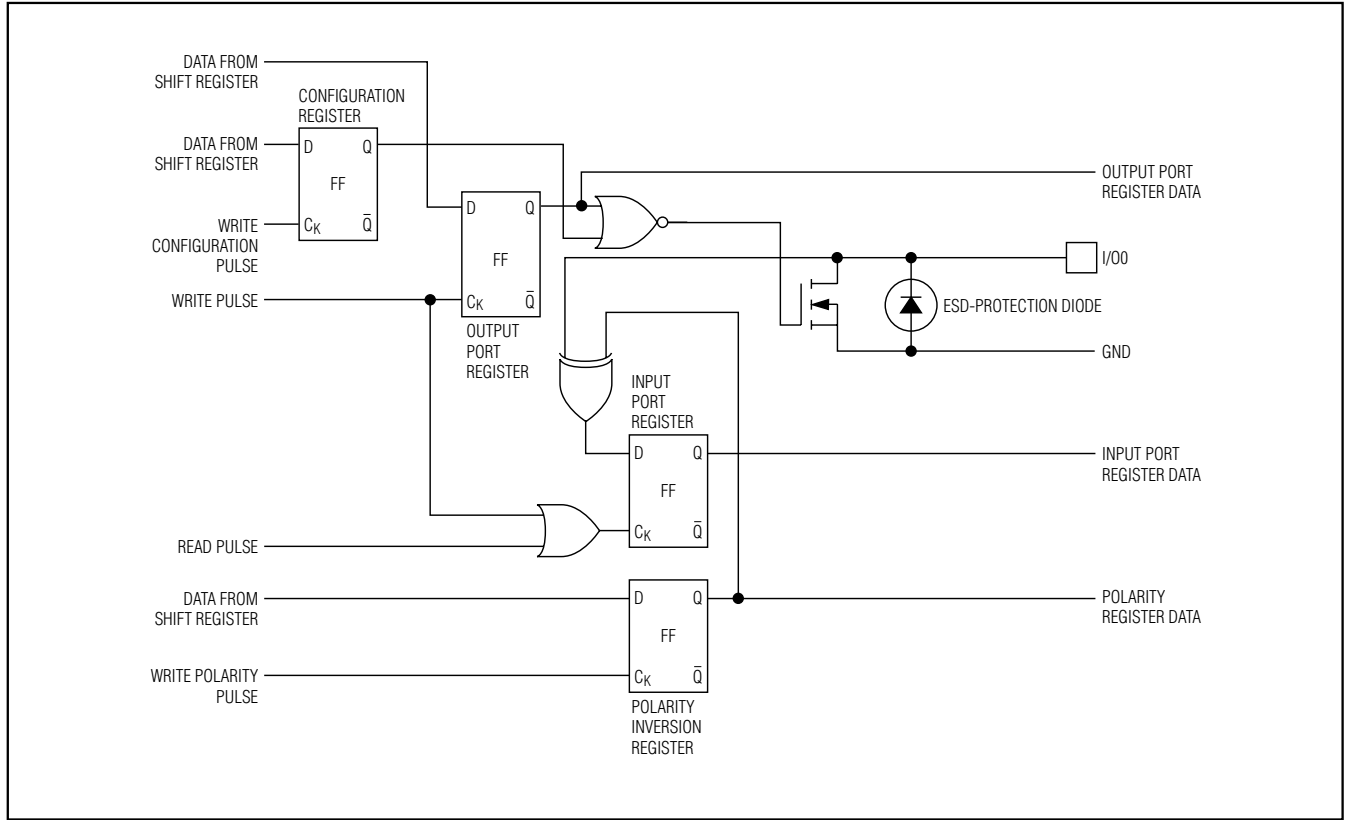 DATA FROM
SHIFT REGISTER
CONFIGURATION
REGISTER
DATA FROM
SHIFT REGISTER
D Q
FF
CK Q̅
WRITE
CONFIGURATION
PULSE
WRITE PULSE
D Q
FF
CK Q̅
OUTPUT
PORT
REGISTER
OUTPUT PORT
REGISTER DATA
I/O0
ESD-PROTECTION DIODE
GND
INPUT
PORT
REGISTER
D Q
FF
CK Q̅
INPUT PORT
REGISTER DATA
READ PULSE
DATA FROM
SHIFT REGISTER
D Q
FF
CK Q̅
POLARITY
REGISTER DATA
WRITE POLARITY
PULSE
POLARITY
INVERSION
REGISTER